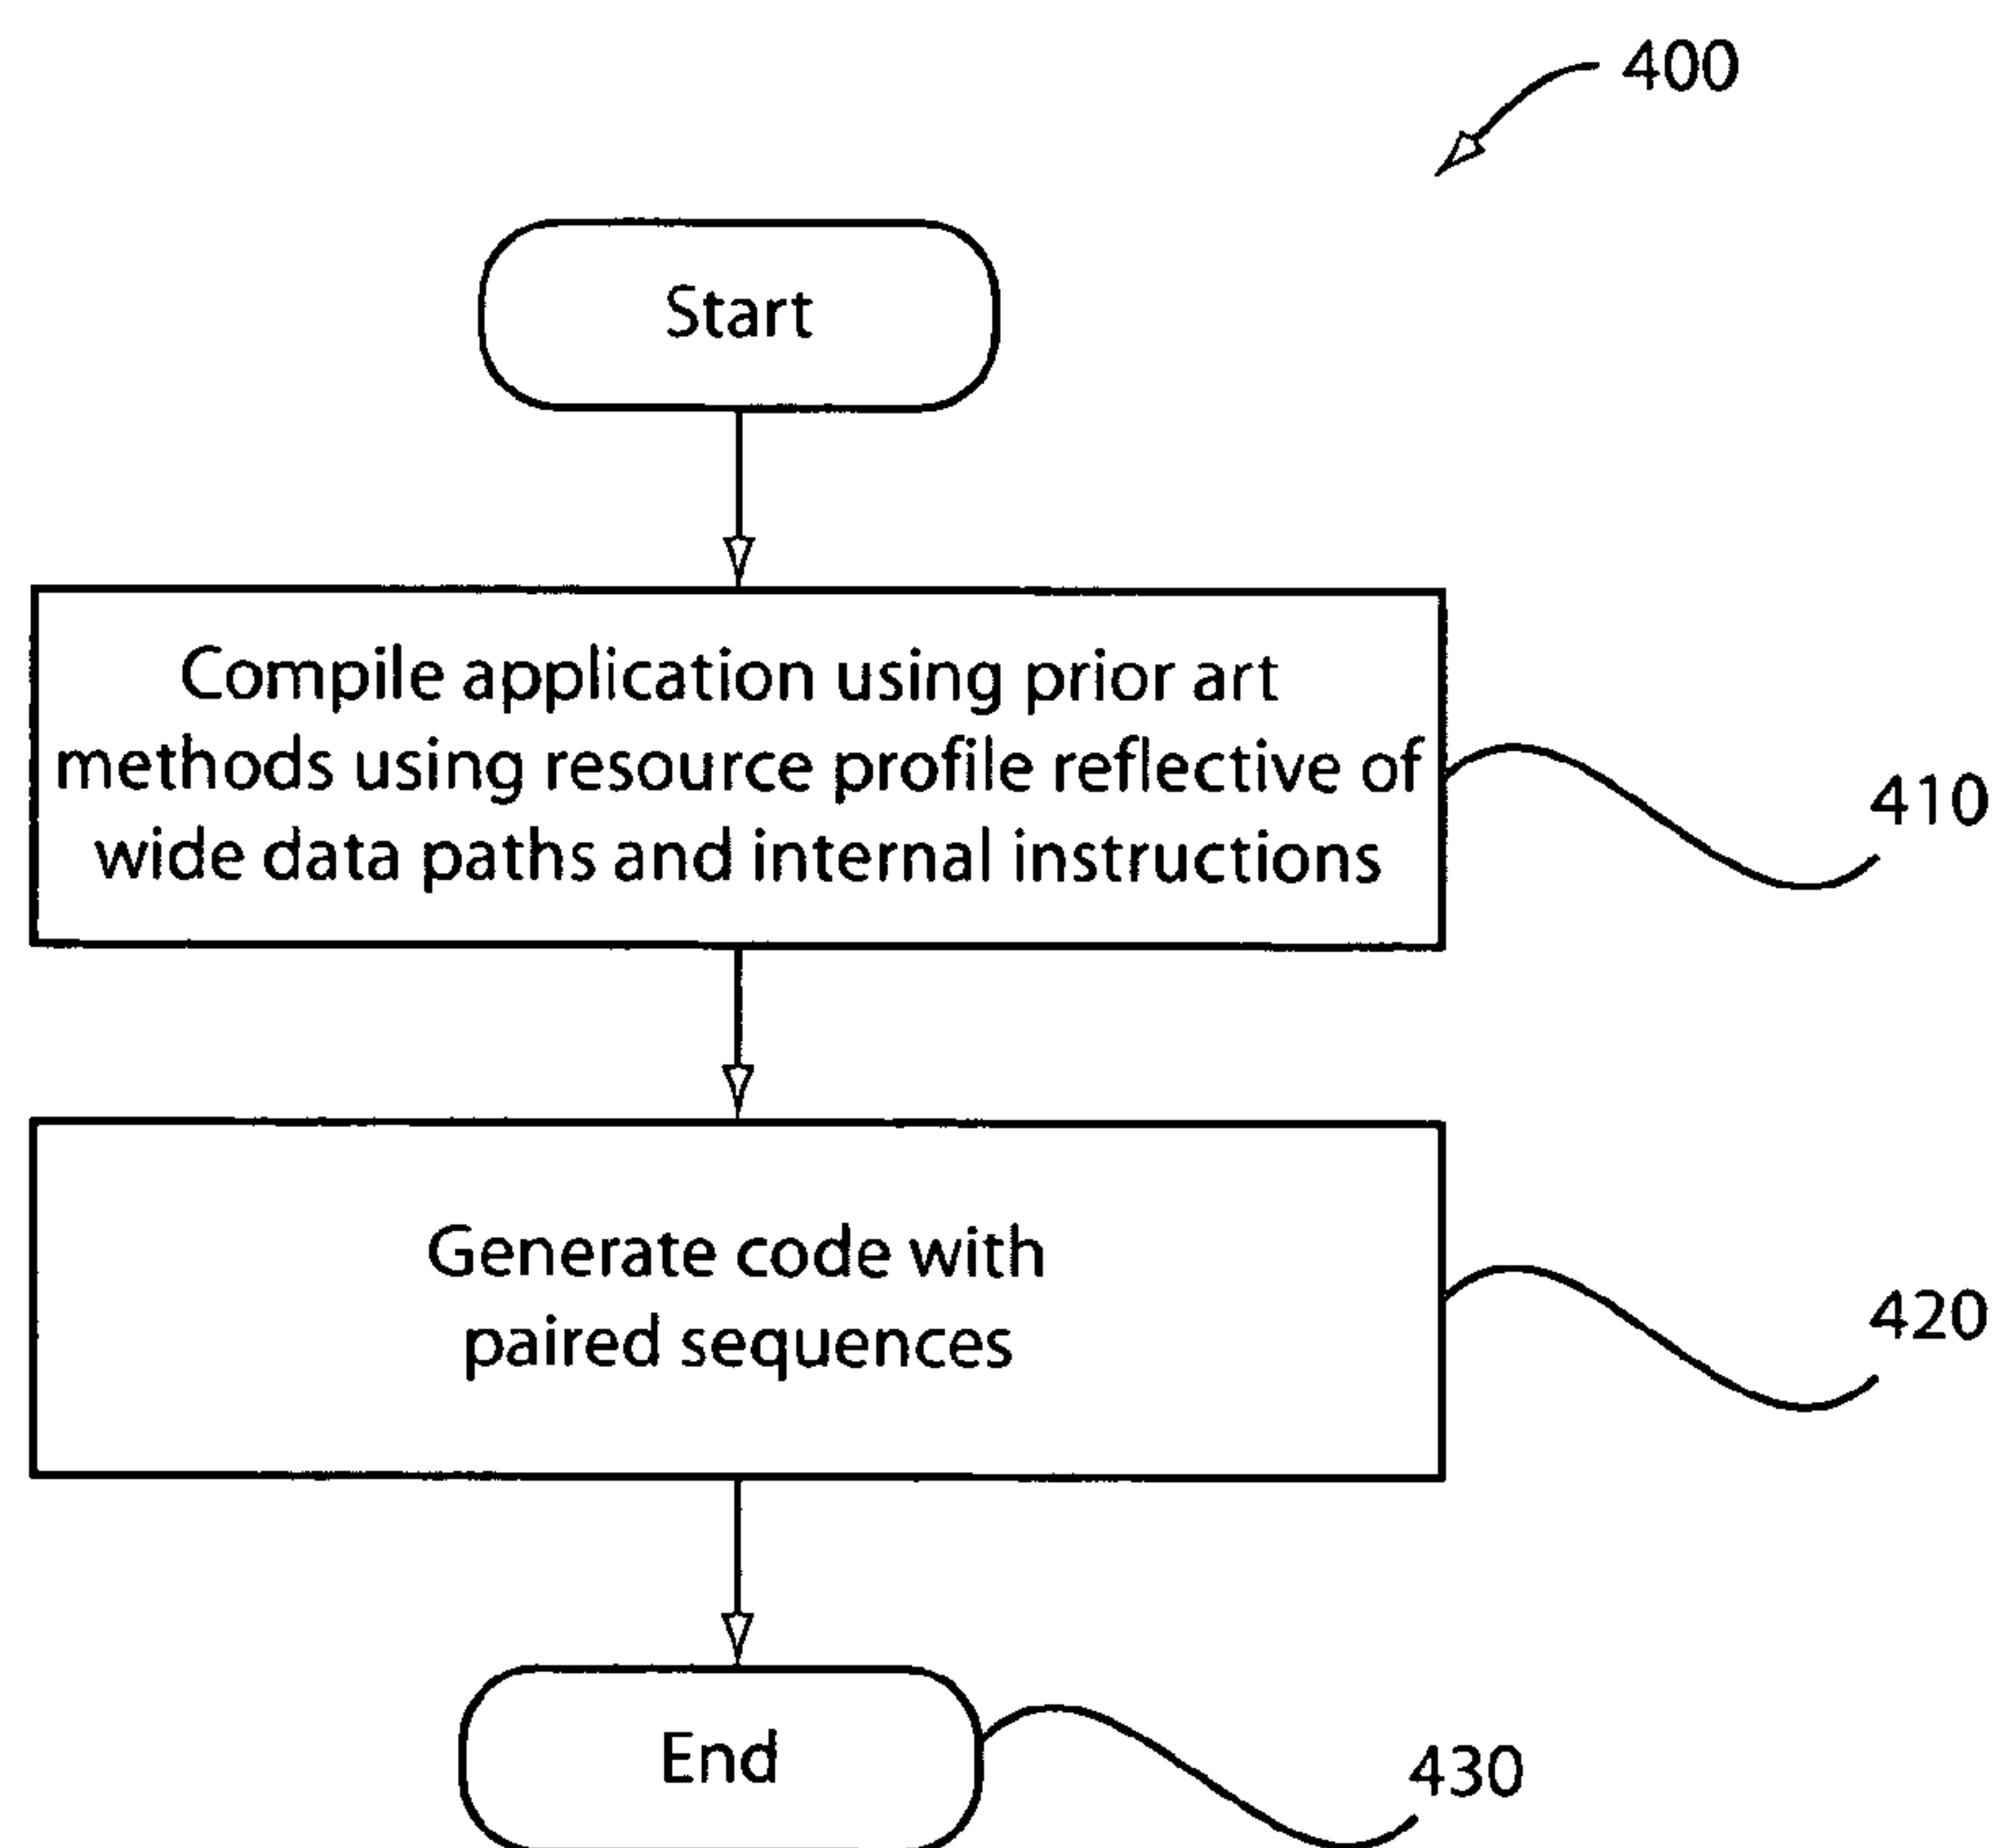 400
Start
Compile application using prior art
methods using resource profile reflective of
wide data paths and internal instructions
410
Generate code with
paired sequences
420
End
430